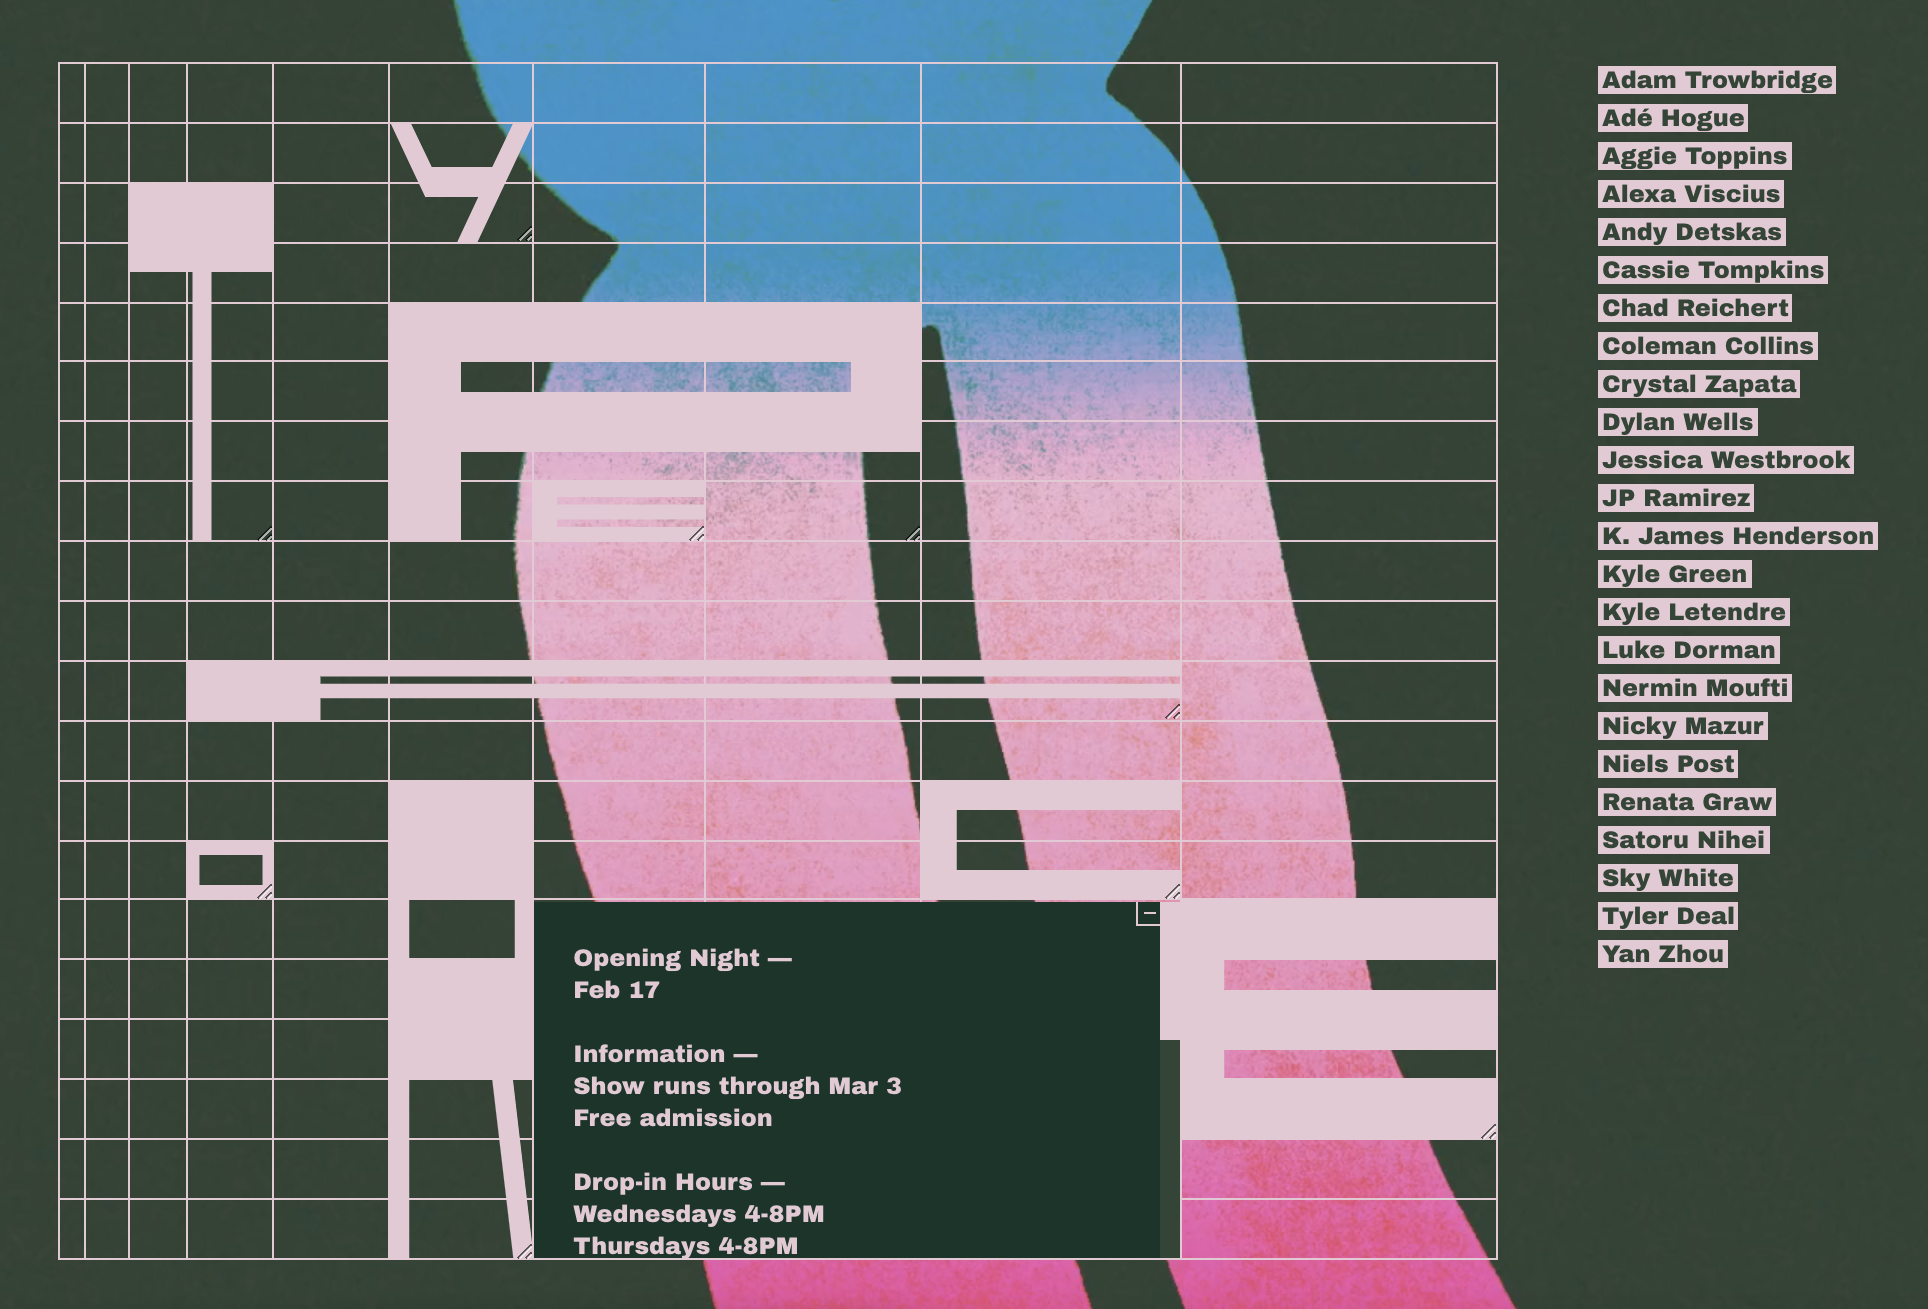 TYPE
FORCE
Opening Night —
Feb 17
Information —
Show runs through Mar 3
Free admission
Drop-in Hours —
Wednesdays 4-8PM
Thursdays 4-8PM
Adam Trowbridge
Adé Hogue
Aggie Toppins
Alexa Viscius
Andy Detskas
Cassie Tompkins
Chad Reichert
Coleman Collins
Crystal Zapata
Dylan Wells
Jessica Westbrook
JP Ramirez
K. James Henderson
Kyle Green
Kyle Letendre
Luke Dorman
Nermin Moufti
Nicky Mazur
Niels Post
Renata Graw
Satoru Nihei
Sky White
Tyler Deal
Yan Zhou